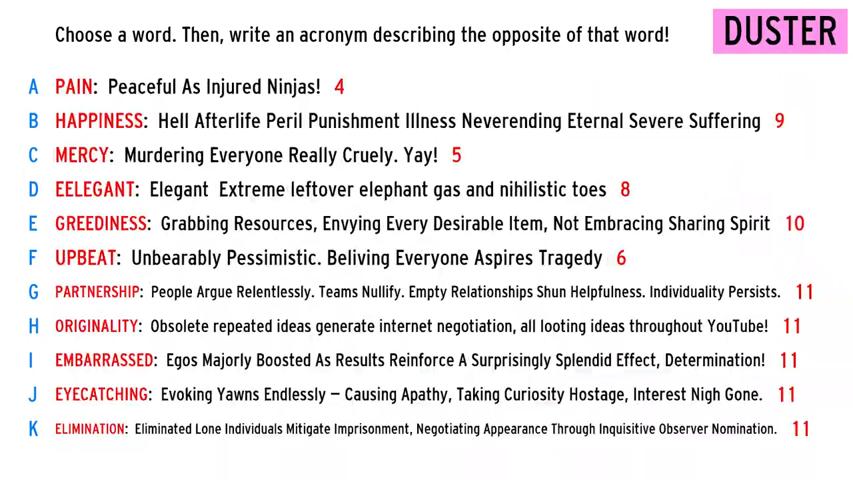 Choose a word. Then, write an acronym describing the opposite of that word!
DUSTER
A PAIN: Peaceful As Injured Ninjas! 4
B HAPPINESS: Hell Afterlife Peril Punishment Illness Neverending Eternal Severe Suffering 9
C MERCY: Murdering Everyone Really Cruely. Yay! 5
D EELEGANT: Elegant Extreme leftover elephant gas and nihilistic toes 8
E GREEDINESS: Grabbing Resources, Envying Every Desirable Item, Not Embracing Sharing Spirit 10
F UPBEAT: Unbearably Pessimistic. Beliving Everyone Aspires Tragedy 6
G PARTNERSHIP: People Argue Relentlessly. Teams Nullify. Empty Relationships Shun Helpfulness. Individuality Persists. 11
H ORIGINALITY: Obsolete repeated ideas generate internet negotiation, all looting ideas throughout YouTube! 11
I EMBARRASSED: Egos Majorly Boosted As Results Reinforce A Surprisingly Splendid Effect, Determination! 11
J EYECATCHING: Evoking Yawns Endlessly – Causing Apathy, Taking Curiosity Hostage, Interest Nigh Gone. 11
K ELIMINATION: Eliminated Lone Individuals Mitigate Imprisonment, Negotiating Appearance Through Inquisitive Observer Nomination. 11